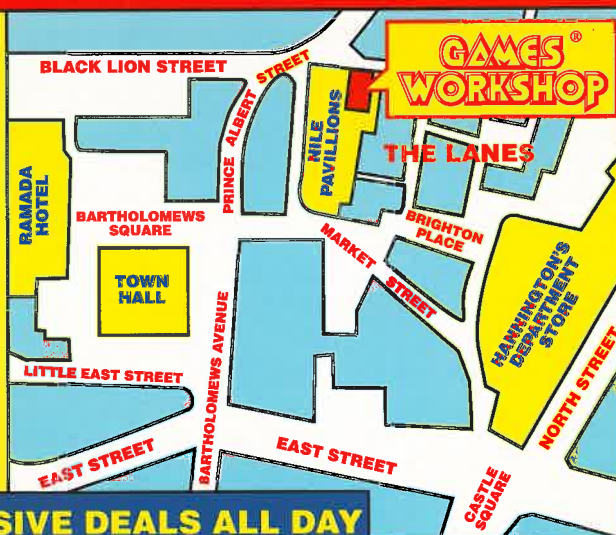 GAMES ®
WORKSHOP
BLACK LION STREET
PRINCE ALBERT STREET
NILE
PAVILLIONS
THE LANES
RAMADA
HOTEL
BARTHOLOMEWS
SQUARE
BRIGHTON
PLACE
MARKET STREET
TOWN
HALL
HANNINGTON'S
DEPARTMENT
STORE
BARTHOLOMEWS AVENUE
LITTLE EAST STREET
NORTH STREET
EAST STREET
EAST STREET
CASTLE
SQUARE
SIVE DEALS ALL DAY